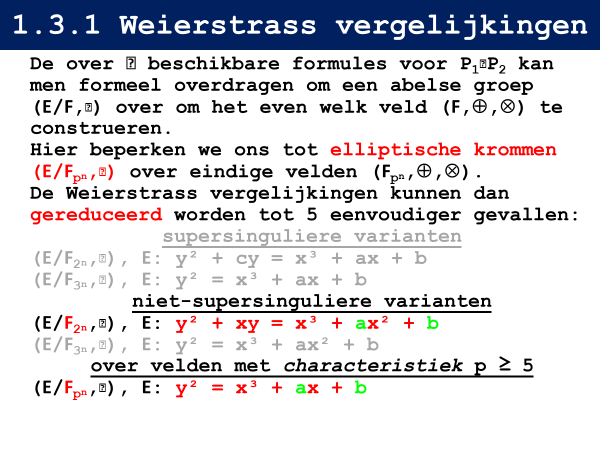 1.3.1 Weierstrass vergelijkingen
De over ⍰ beschikbare formules voor P₁⍰P₂ kan
men formeel overdragen om een abelse groep
(E/F,⍰) over om het even welk veld (F,⊕,⊗) te
construeren.
Hier beperken we ons tot elliptische krommen
(E/Fₚⁿ,⍰) over eindige velden (Fₚⁿ,⊕,⊗).
De Weierstrass vergelijkingen kunnen dan
gereduceerd worden tot 5 eenvoudiger gevallen:
supersinguliere varianten
(E/F₂ⁿ,⍰), E: y² + cy = x³ + ax + b
(E/F₃ⁿ,⍰), E: y² = x³ + ax + b
niet-supersinguliere varianten
(E/F₂ⁿ,⍰), E: y² + xy = x³ + ax² + b
(E/F₃ⁿ,⍰), E: y² = x³ + ax² + b
over velden met characteristiek p ≥ 5
(E/Fₚⁿ,⍰), E: y² = x³ + ax + b